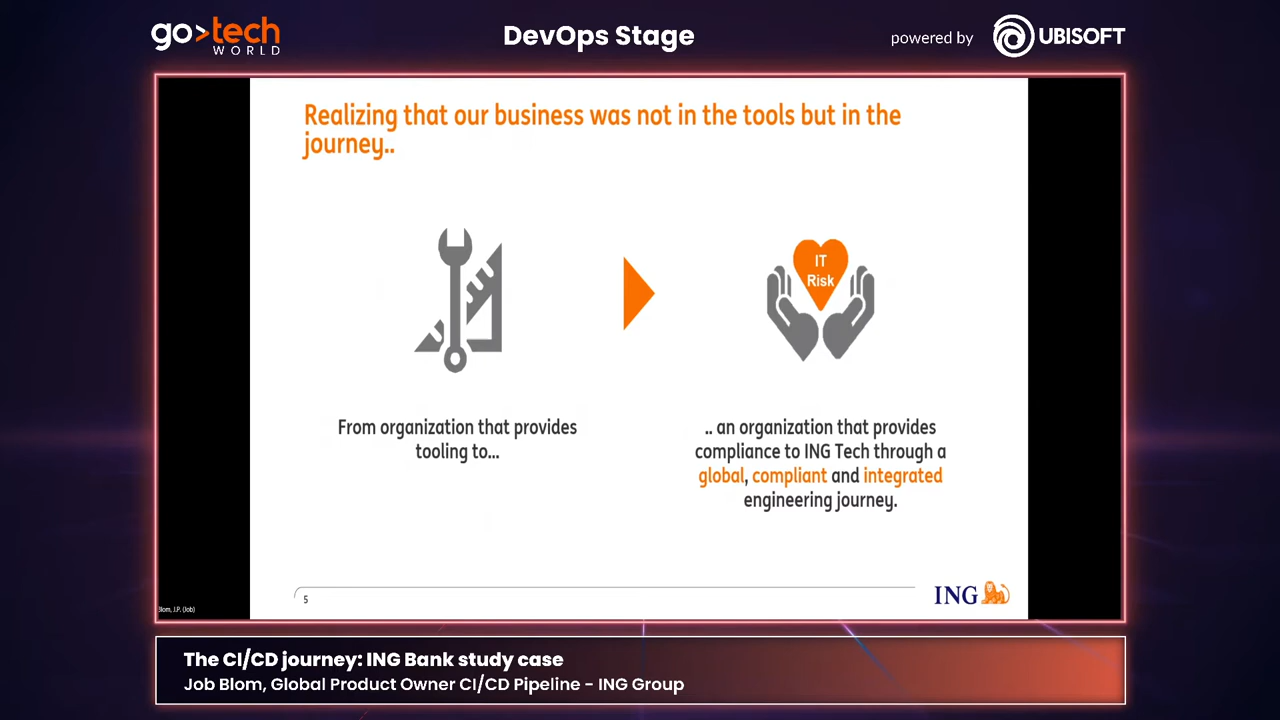 go>tech
WORLD
DevOps Stage
powered by
UBISOFT
Realizing that our business was not in the tools but in the
journey..
IT
Risk
From organization that provides
tooling to...
.. an organization that provides
compliance to ING Tech through a
global, compliant and integrated
engineering journey.
5
ING
Blom, J.P. (Job)
The CI/CD journey: ING Bank study case
Job Blom, Global Product Owner CI/CD Pipeline - ING Group